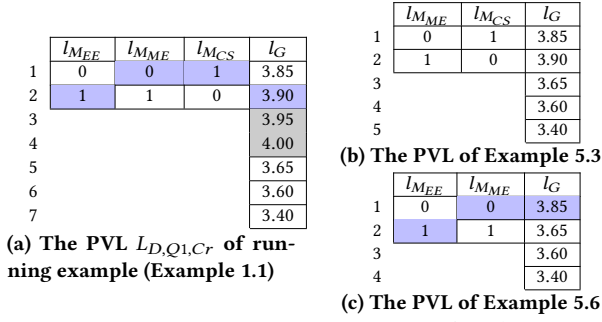 l_{M_{EE}} l_{M_{ME}} l_{M_{CS}} l_G
1 0 0 1 3.85
2 1 1 0 3.90
3 3.95
4 4.00
5 3.65
6 3.60
7 3.40
(a) The PVL L_{D,Q1,Cr} of run-
ning example (Example 1.1)
l_{M_{ME}} l_{M_{CS}} l_G
1 0 1 3.85
2 1 0 3.90
3 3.65
4 3.60
5 3.40
(b) The PVL of Example 5.3
l_{M_{EE}} l_{M_{ME}} l_G
1 0 0 3.85
2 1 1 3.65
3 3.60
4 3.40
(c) The PVL of Example 5.6